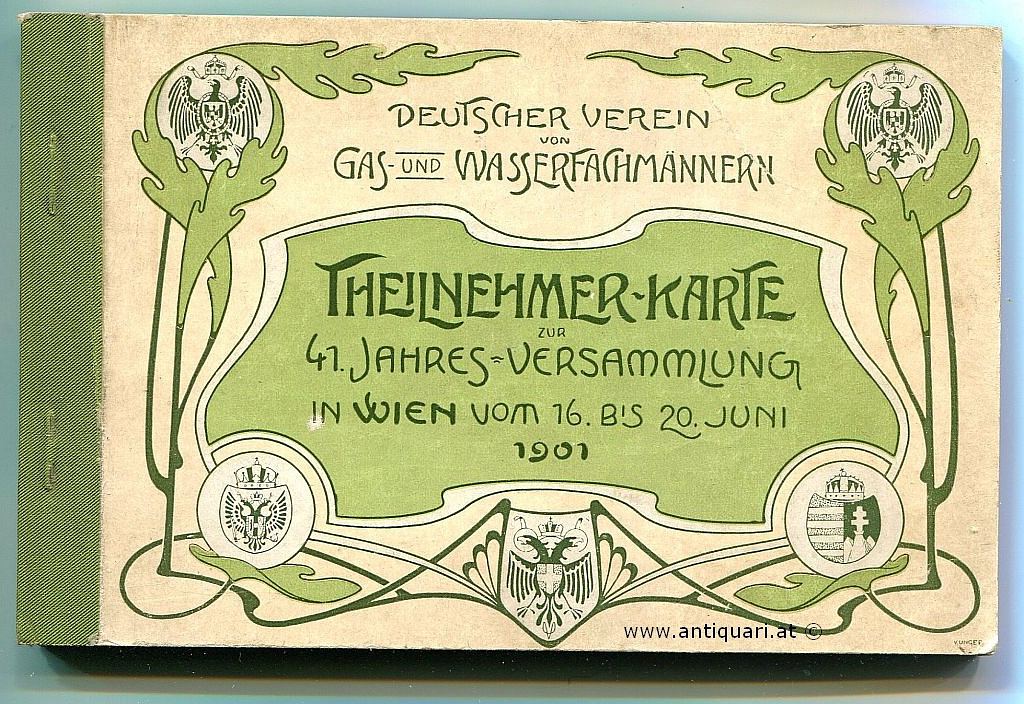 DEUTSCHER VEREIN
VON
GAS- UND WASSERFACHMÄNNERN
THEILNEHMER-KARTE
ZUR
41. JAHRES-VERSAMMLUNG
IN WIEN VOM 16. BIS 20. JUNI
1901
www.antiquari.at ©
V. UNGER